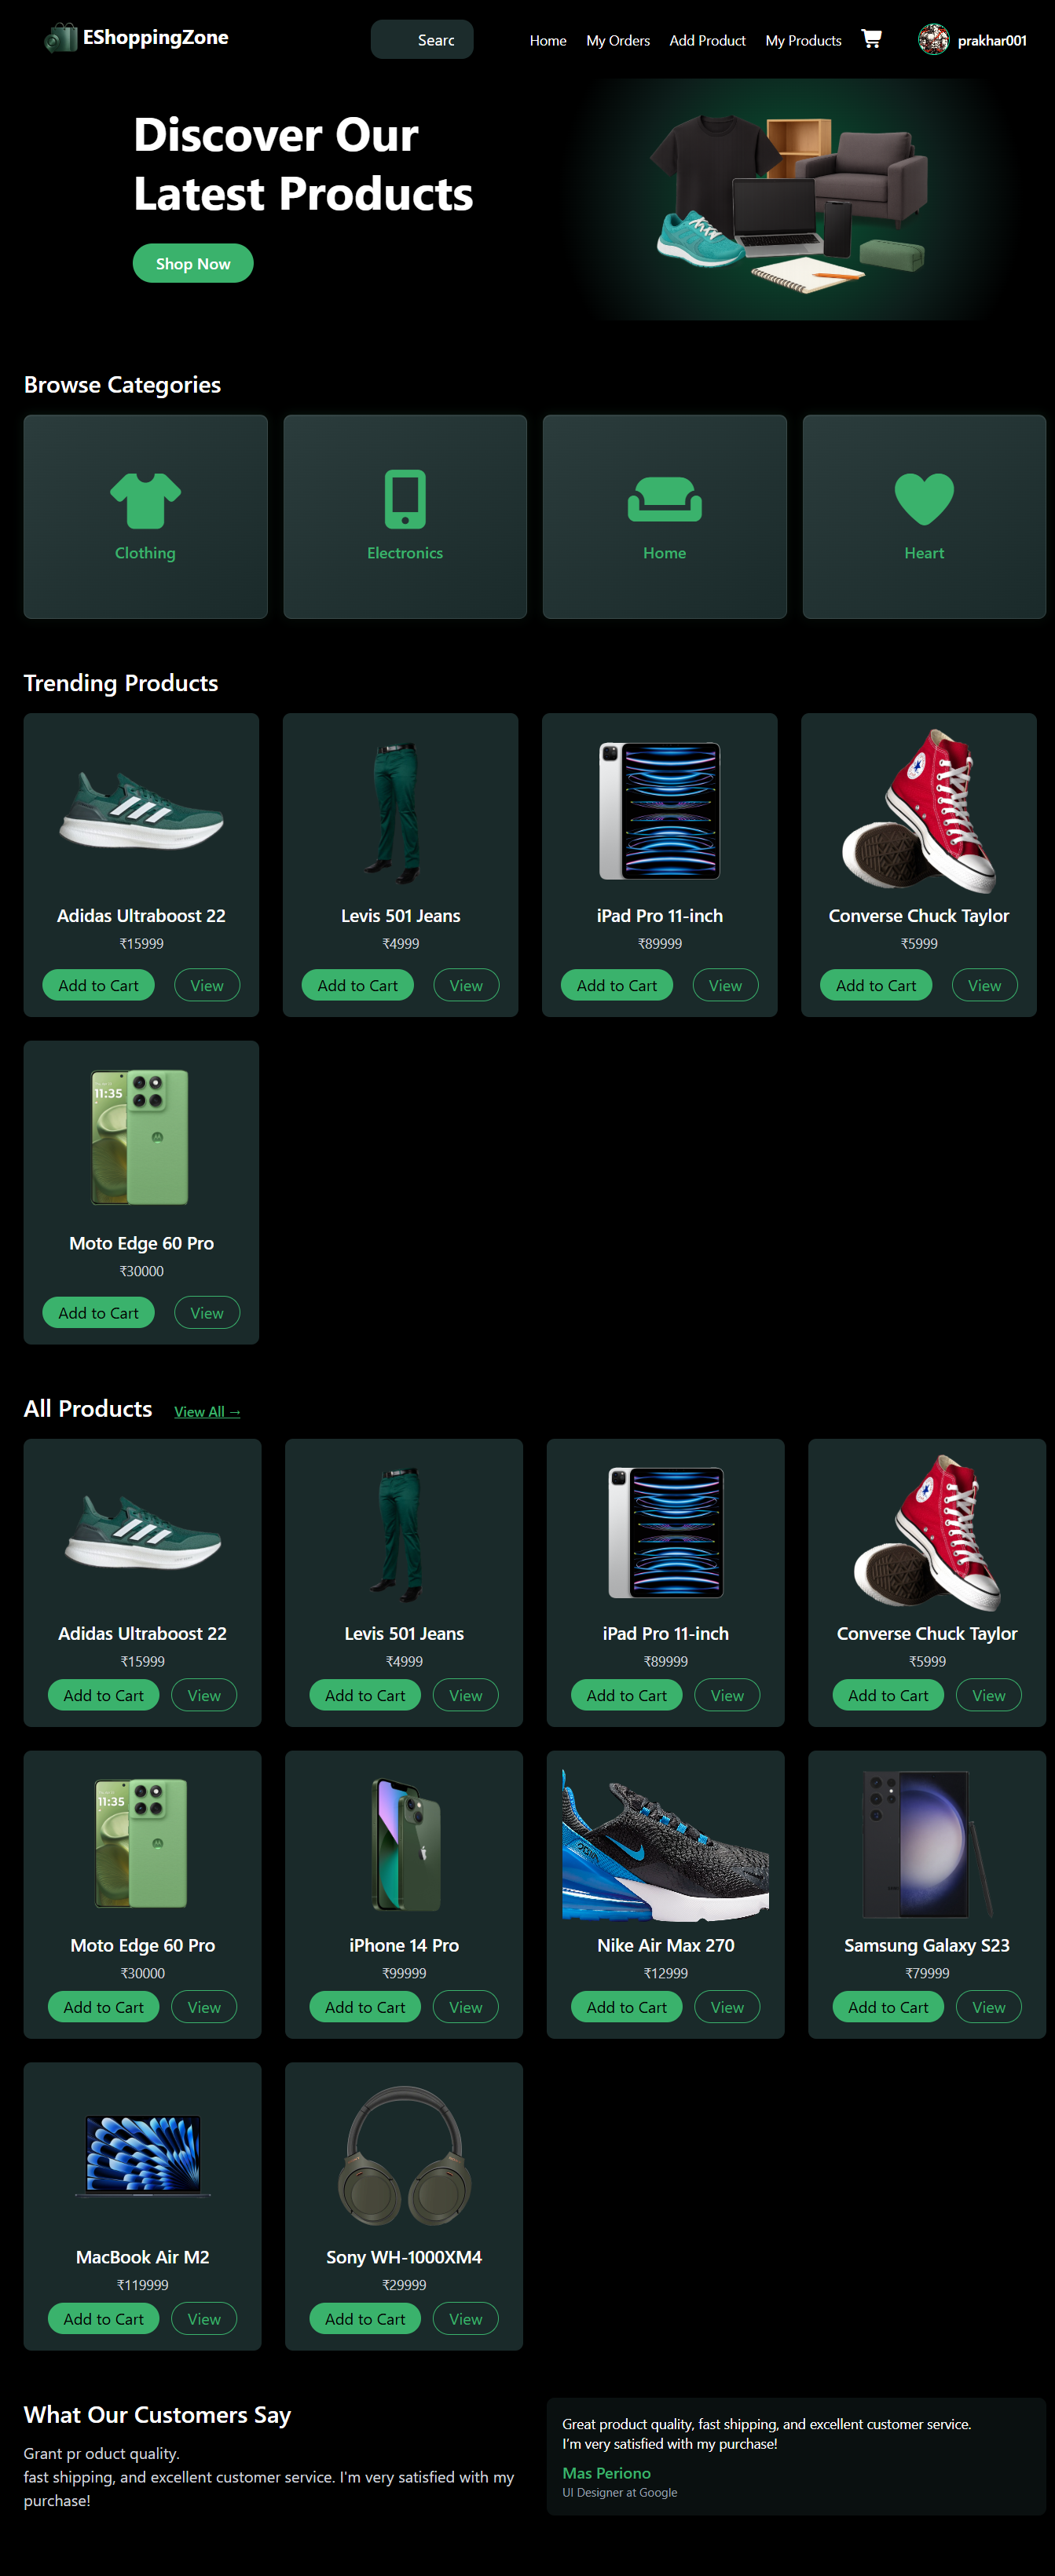 EShoppingZone
Searc
Home
My Orders
Add Product
My Products
prakhar001
Discover Our
Latest Products
Shop Now
Browse Categories
Clothing
Electronics
Home
Heart
Trending Products
Adidas Ultraboost 22
₹15999
Add to Cart
View
Levis 501 Jeans
₹4999
Add to Cart
View
iPad Pro 11-inch
₹89999
Add to Cart
View
Converse Chuck Taylor
₹5999
Add to Cart
View
11:35
Moto Edge 60 Pro
₹30000
Add to Cart
View
All Products
View All →
Adidas Ultraboost 22
₹15999
Add to Cart
View
Levis 501 Jeans
₹4999
Add to Cart
View
iPad Pro 11-inch
₹89999
Add to Cart
View
Converse Chuck Taylor
₹5999
Add to Cart
View
11:35
Moto Edge 60 Pro
₹30000
Add to Cart
View
iPhone 14 Pro
₹99999
Add to Cart
View
Nike Air Max 270
₹12999
Add to Cart
View
Samsung Galaxy S23
₹79999
Add to Cart
View
MacBook Air M2
₹119999
Add to Cart
View
Sony WH-1000XM4
₹29999
Add to Cart
View
What Our Customers Say
Grant pr oduct quality.
fast shipping, and excellent customer service. I'm very satisfied with my
purchase!
Great product quality, fast shipping, and excellent customer service.
I'm very satisfied with my purchase!
Mas Periono
UI Designer at Google